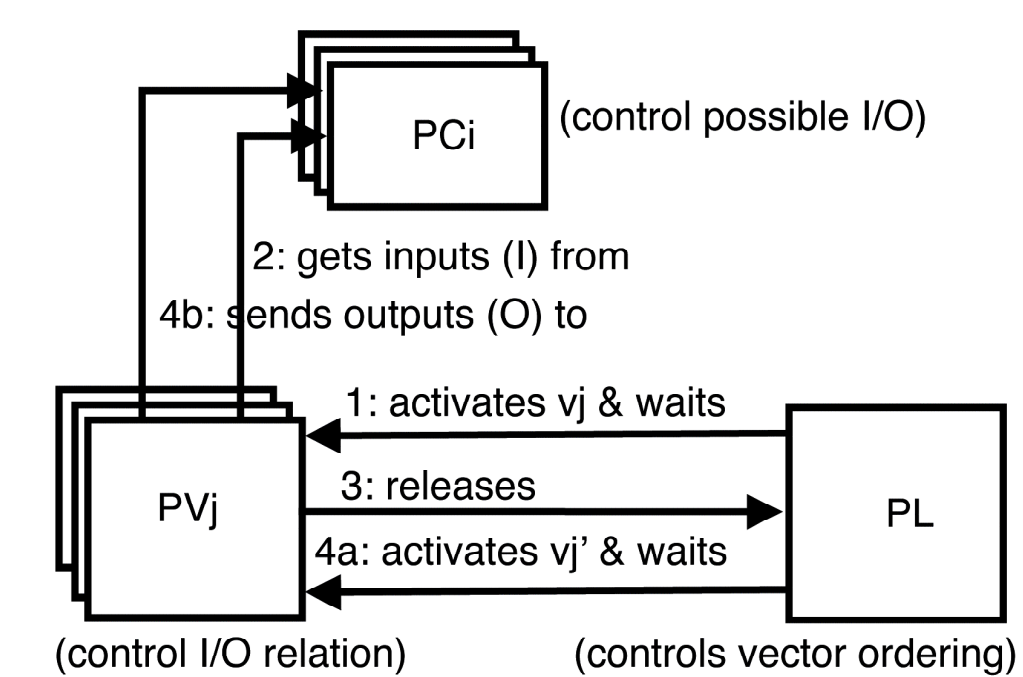 PCi
(control possible I/O)
2: gets inputs (I) from
4b: sends outputs (O) to
1: activates vj & waits
3: releases
PVj
PL
4a: activates vj’ & waits
(control I/O relation)
(controls vector ordering)